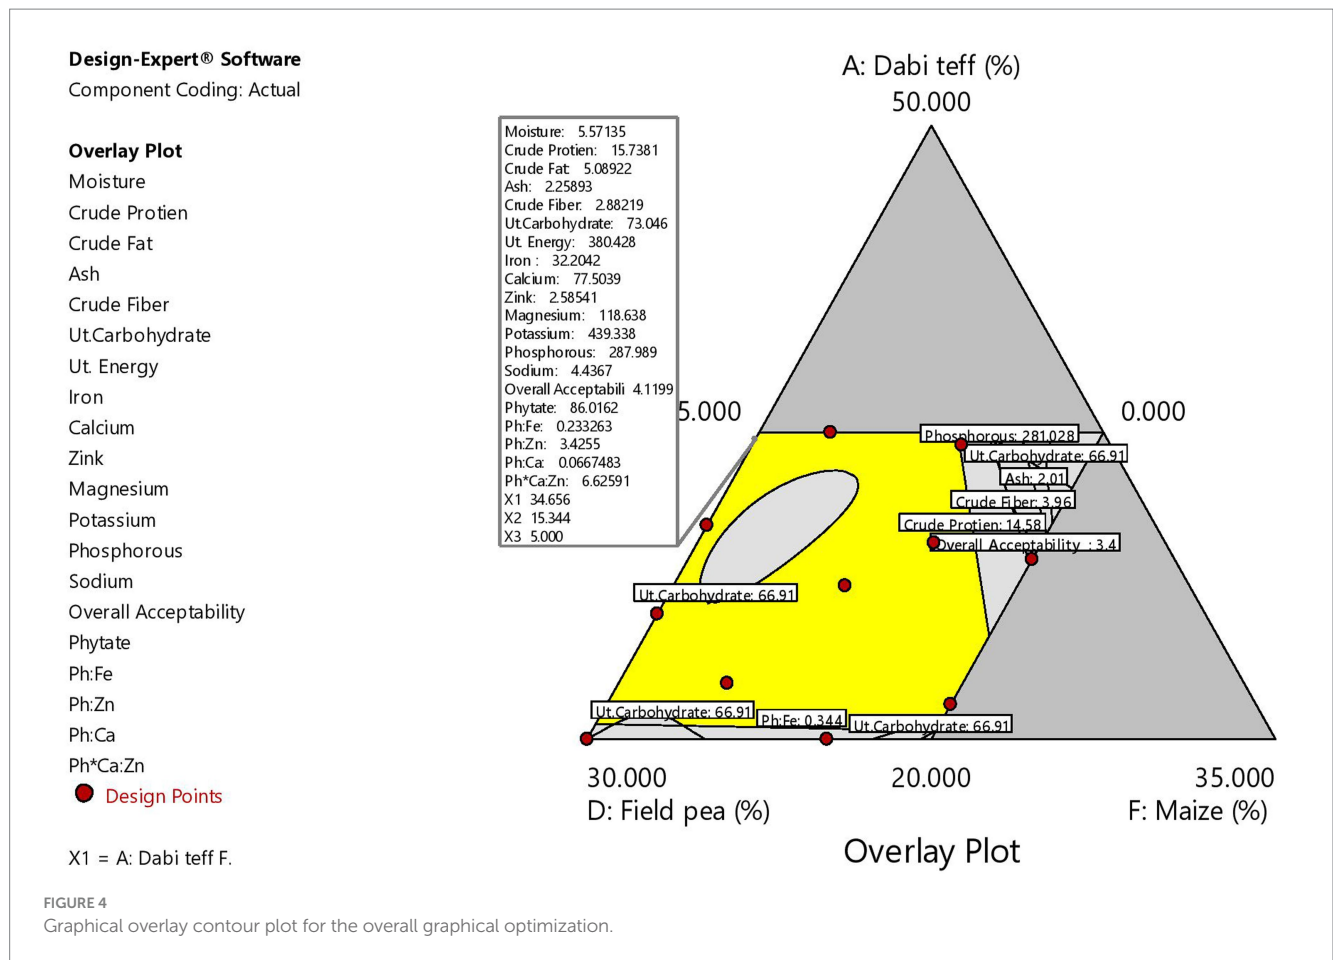 Design-Expert® Software
Component Coding: Actual
Overlay Plot
Moisture
Crude Protien
Crude Fat
Ash
Crude Fiber
Ut.Carbohydrate
Ut. Energy
Iron
Calcium
Zink
Magnesium
Potassium
Phosphorous
Sodium
Overall Acceptability
Phytate
Ph:Fe
Ph:Zn
Ph:Ca
Ph*Ca:Zn
Design Points
X1 = A: Dabi teff F.
Moisture: 5.57135
Crude Protien: 15.7381
Crude Fat: 5.08922
Ash: 2.25893
Crude Fiber: 2.88219
Ut.Carbohydrate: 73.046
Ut. Energy: 380.428
Iron : 32.2042
Calcium: 77.5039
Zink: 2.58541
Magnesium: 118.638
Potassium: 439.338
Phosphorous: 287.989
Sodium: 4.4367
Overall Acceptabili 4.1199
Phytate: 86.0162
Ph:Fe: 0.233263
Ph:Zn: 3.4255
Ph:Ca: 0.0667483
Ph*Ca:Zn: 6.62591
X1 34.656
X2 15.344
X3 5.000
A: Dabi teff (%)
50.000
5.000
0.000
Phosphorous: 281.028
Ut.Carbohydrate: 66.91
Ash: 2.01
Crude Fiber: 3.96
Crude Protien: 14.58
Overall Acceptability : 3.4
Ut.Carbohydrate: 66.91
Ut.Carbohydrate: 66.91
Ph:Fe: 0.344
Ut.Carbohydrate: 66.91
30.000
20.000
35.000
D: Field pea (%)
F: Maize (%)
Overlay Plot
FIGURE 4
Graphical overlay contour plot for the overall graphical optimization.